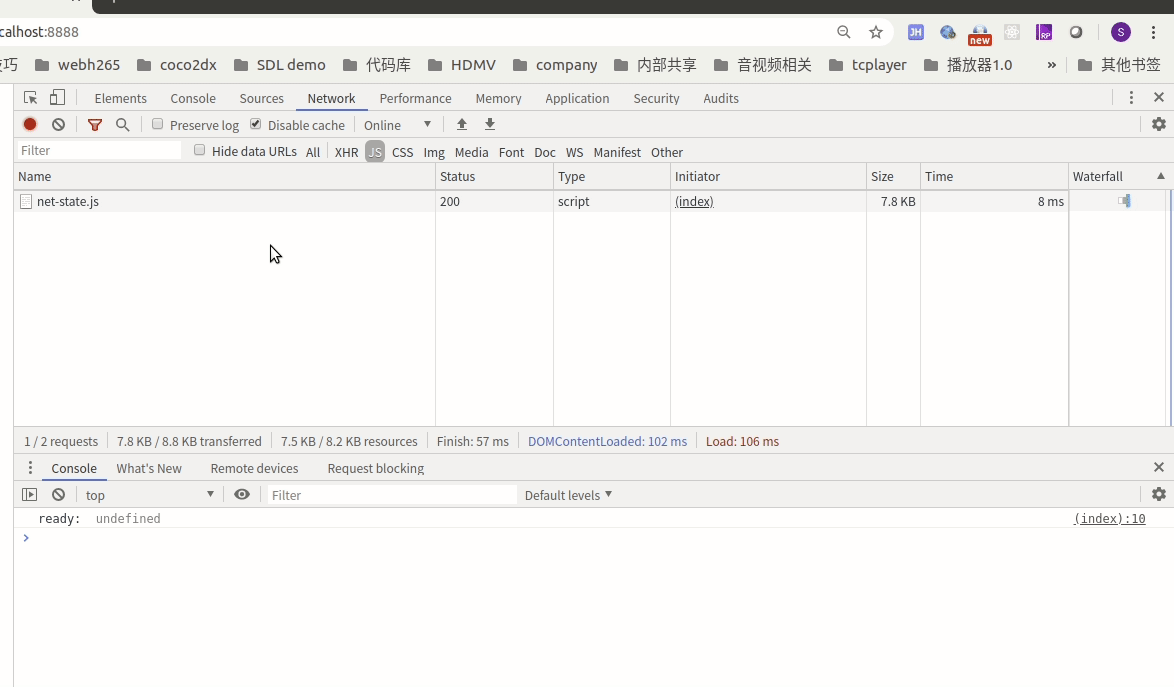 calhost:8888
JH new RP S
技巧 webh265 coco2dx SDL demo 代码库 HDMV company 内部共享 音视频相关 tcplayer 播放器1.0 » 其他书签
Elements Console Sources Network Performance Memory Application Security Audits
Preserve log Disable cache Online
Filter Hide data URLs All XHR JS CSS Img Media Font Doc WS Manifest Other
Name Status Type Initiator Size Time Waterfall
net-state.js 200 script (index) 7.8 KB 8 ms
1 / 2 requests 7.8 KB / 8.8 KB transferred 7.5 KB / 8.2 KB resources Finish: 57 ms DOMContentLoaded: 102 ms Load: 106 ms
Console What's New Remote devices Request blocking
top Filter Default levels
ready: undefined (index):10